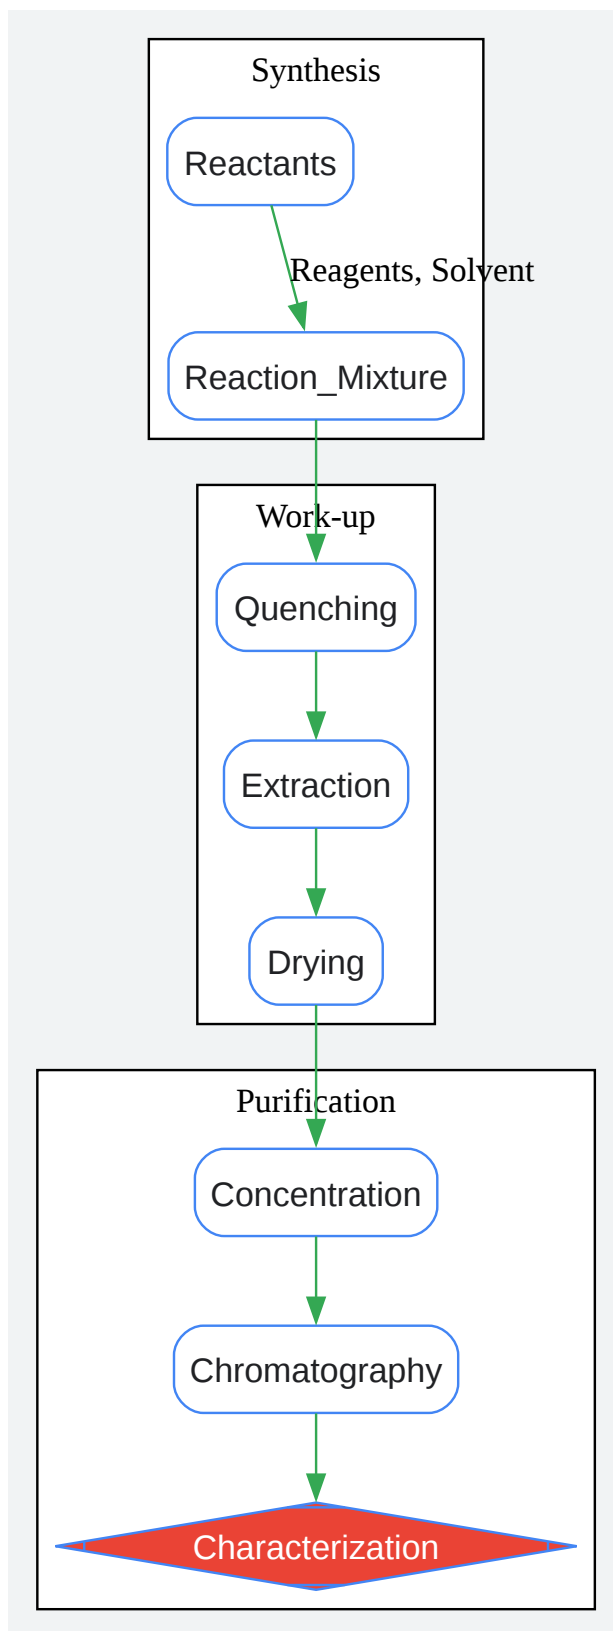 Synthesis
Reactants
Reagents, Solvent
Reaction_Mixture
Work-up
Quenching
Extraction
Drying
Purification
Concentration
Chromatography
Characterization